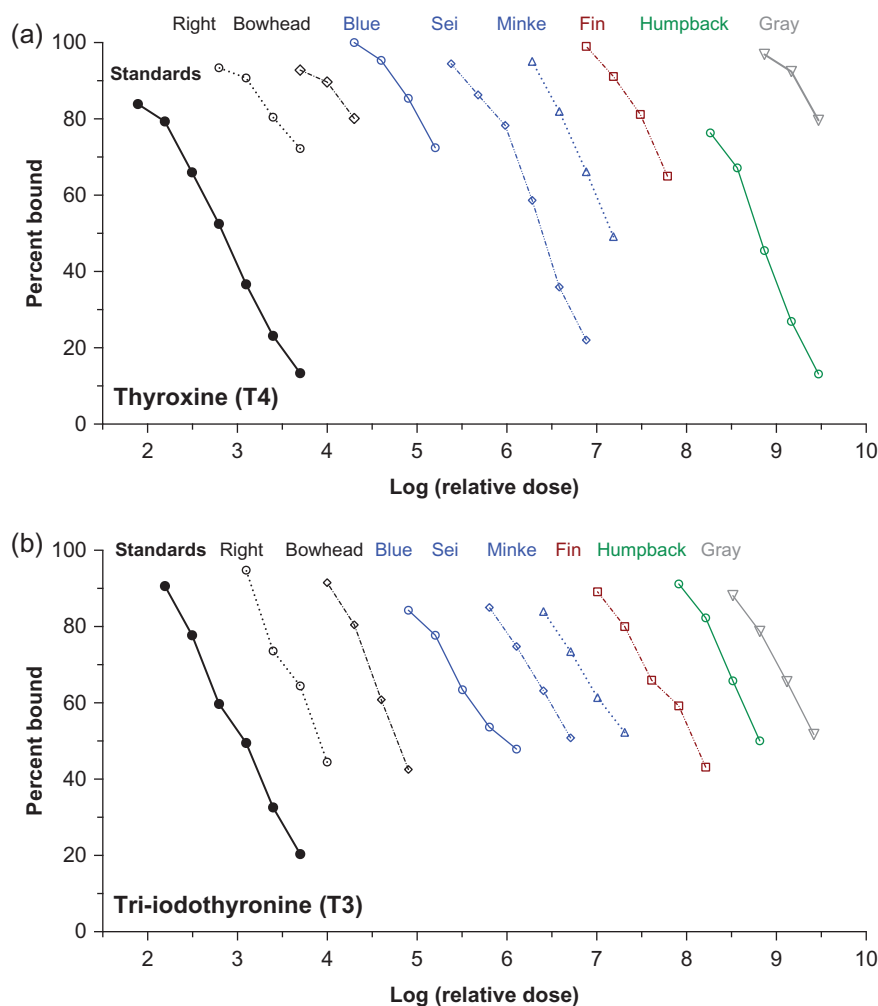 (a)
Right Bowhead Blue Sei Minke Fin Humpback Gray
Standards
100
80
60
40
20
0
Percent bound
Thyroxine (T4)
2 3 4 5 6 7 8 9 10
Log (relative dose)
(b)
Standards Right Bowhead Blue Sei Minke Fin Humpback Gray
100
80
60
40
20
0
Percent bound
Tri-iodothyronine (T3)
2 3 4 5 6 7 8 9 10
Log (relative dose)